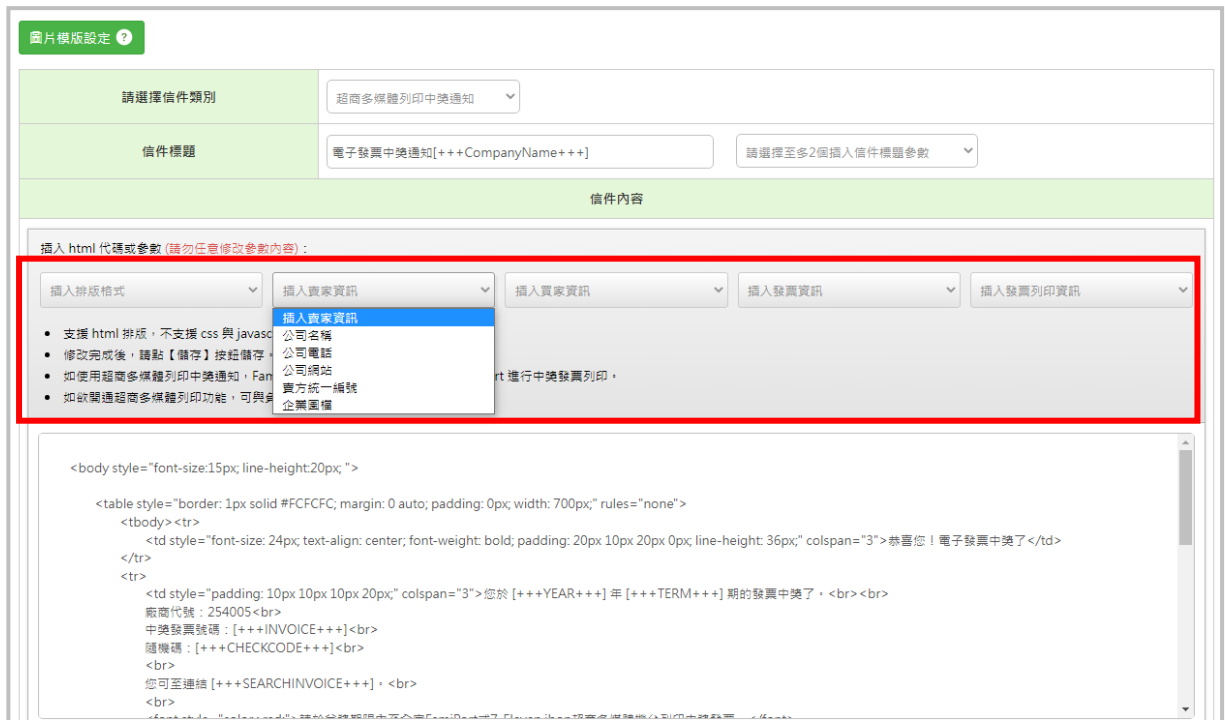 圖片模版設定 ?
請選擇信件類別
超商多媒體列印中獎通知
信件標題
電子發票中獎通知[+++CompanyName+++]
請選擇至多2個插入信件標題參數
信件內容
插入 html 代碼或參數 (請勿任意修改參數內容)：
插入排版格式
插入賣家資訊
插入買家資訊
插入發票資訊
插入發票列印資訊
插入賣家資訊
公司名稱
公司電話
公司網站
賣方統一編號
企業圖檔
支援 html 排版，不支援 css 與 javasc
修改完成後，請點【儲存】按鈕儲存。
如使用超商多媒體列印中獎通知，Fam rt 進行中獎發票列印。
如欲開通超商多媒體列印功能，可與
<body style="font-size:15px; line-height:20px; ">
<table style="border: 1px solid #FCFCFC; margin: 0 auto; padding: 0px; width: 700px;" rules="none">
<tbody><tr>
<td style="font-size: 24px; text-align: center; font-weight: bold; padding: 20px 10px 20px 0px; line-height: 36px;" colspan="3">恭喜您！電子發票中獎了</td>
</tr>
<tr>
<td style="padding: 10px 10px 10px 20px;" colspan="3">您於 [+++YEAR+++] 年 [+++TERM+++] 期的發票中獎了。<br><br>
廠商代號：254005<br>
中獎發票號碼：[+++INVOICE+++]<br>
隨機碼：[+++CHECKCODE+++]<br>
<br>
您可至連結 [+++SEARCHINVOICE+++]。<br>
<br>